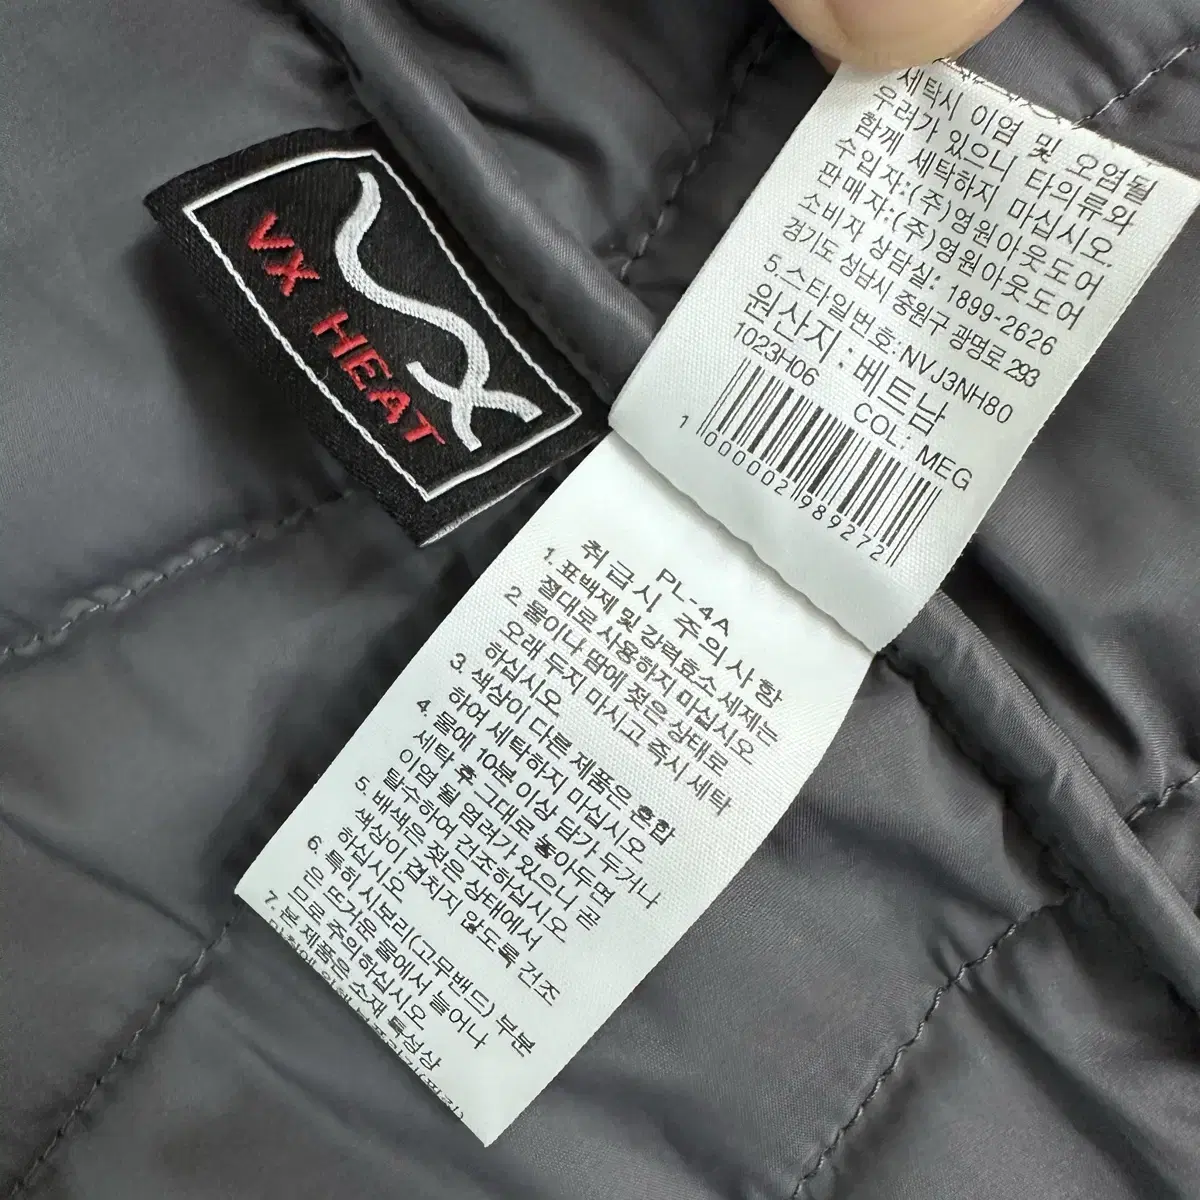 VX HEAT
VX
세탁시 이염 및 오염될
우려가 있으니 타의류와
함께 세탁하지 마십시오
수입자:(주)영원아웃도어
판매자:(주)영원아웃도어
소비자 상담실: 1899-2626
경기도 성남시 중원구 광명로 293
5.스타일번호:NVJ3NH80
원산지 : 베트남
1023H06 COL: MEG
1 000002 989272
PL-4A
취급시 주의사항
1. 표백제 및 강력효소 세제는
절대로 사용하지 마십시오
2 물이나 땀에 젖은 상태로
오래 두지 마시고 즉시 세탁
하십시오
3. 색상이 다른 제품은 혼합
하여 세탁하지 마십시오
4. 물에 10분 이상 담가 두거나
세탁 후 그대로 놓아두면
이염 될 염려가 있으니 곧
탈수하여 건조하십시오
5. 배색은 젖은 상태에서
색상이 겹치지 않도록 건조
하십시오
6. 특히 시보리(고무밴드) 부분
은 뜨거운 물에서 늘어나
므로 주의하십시오
7. 본 제품은 소재 특성상